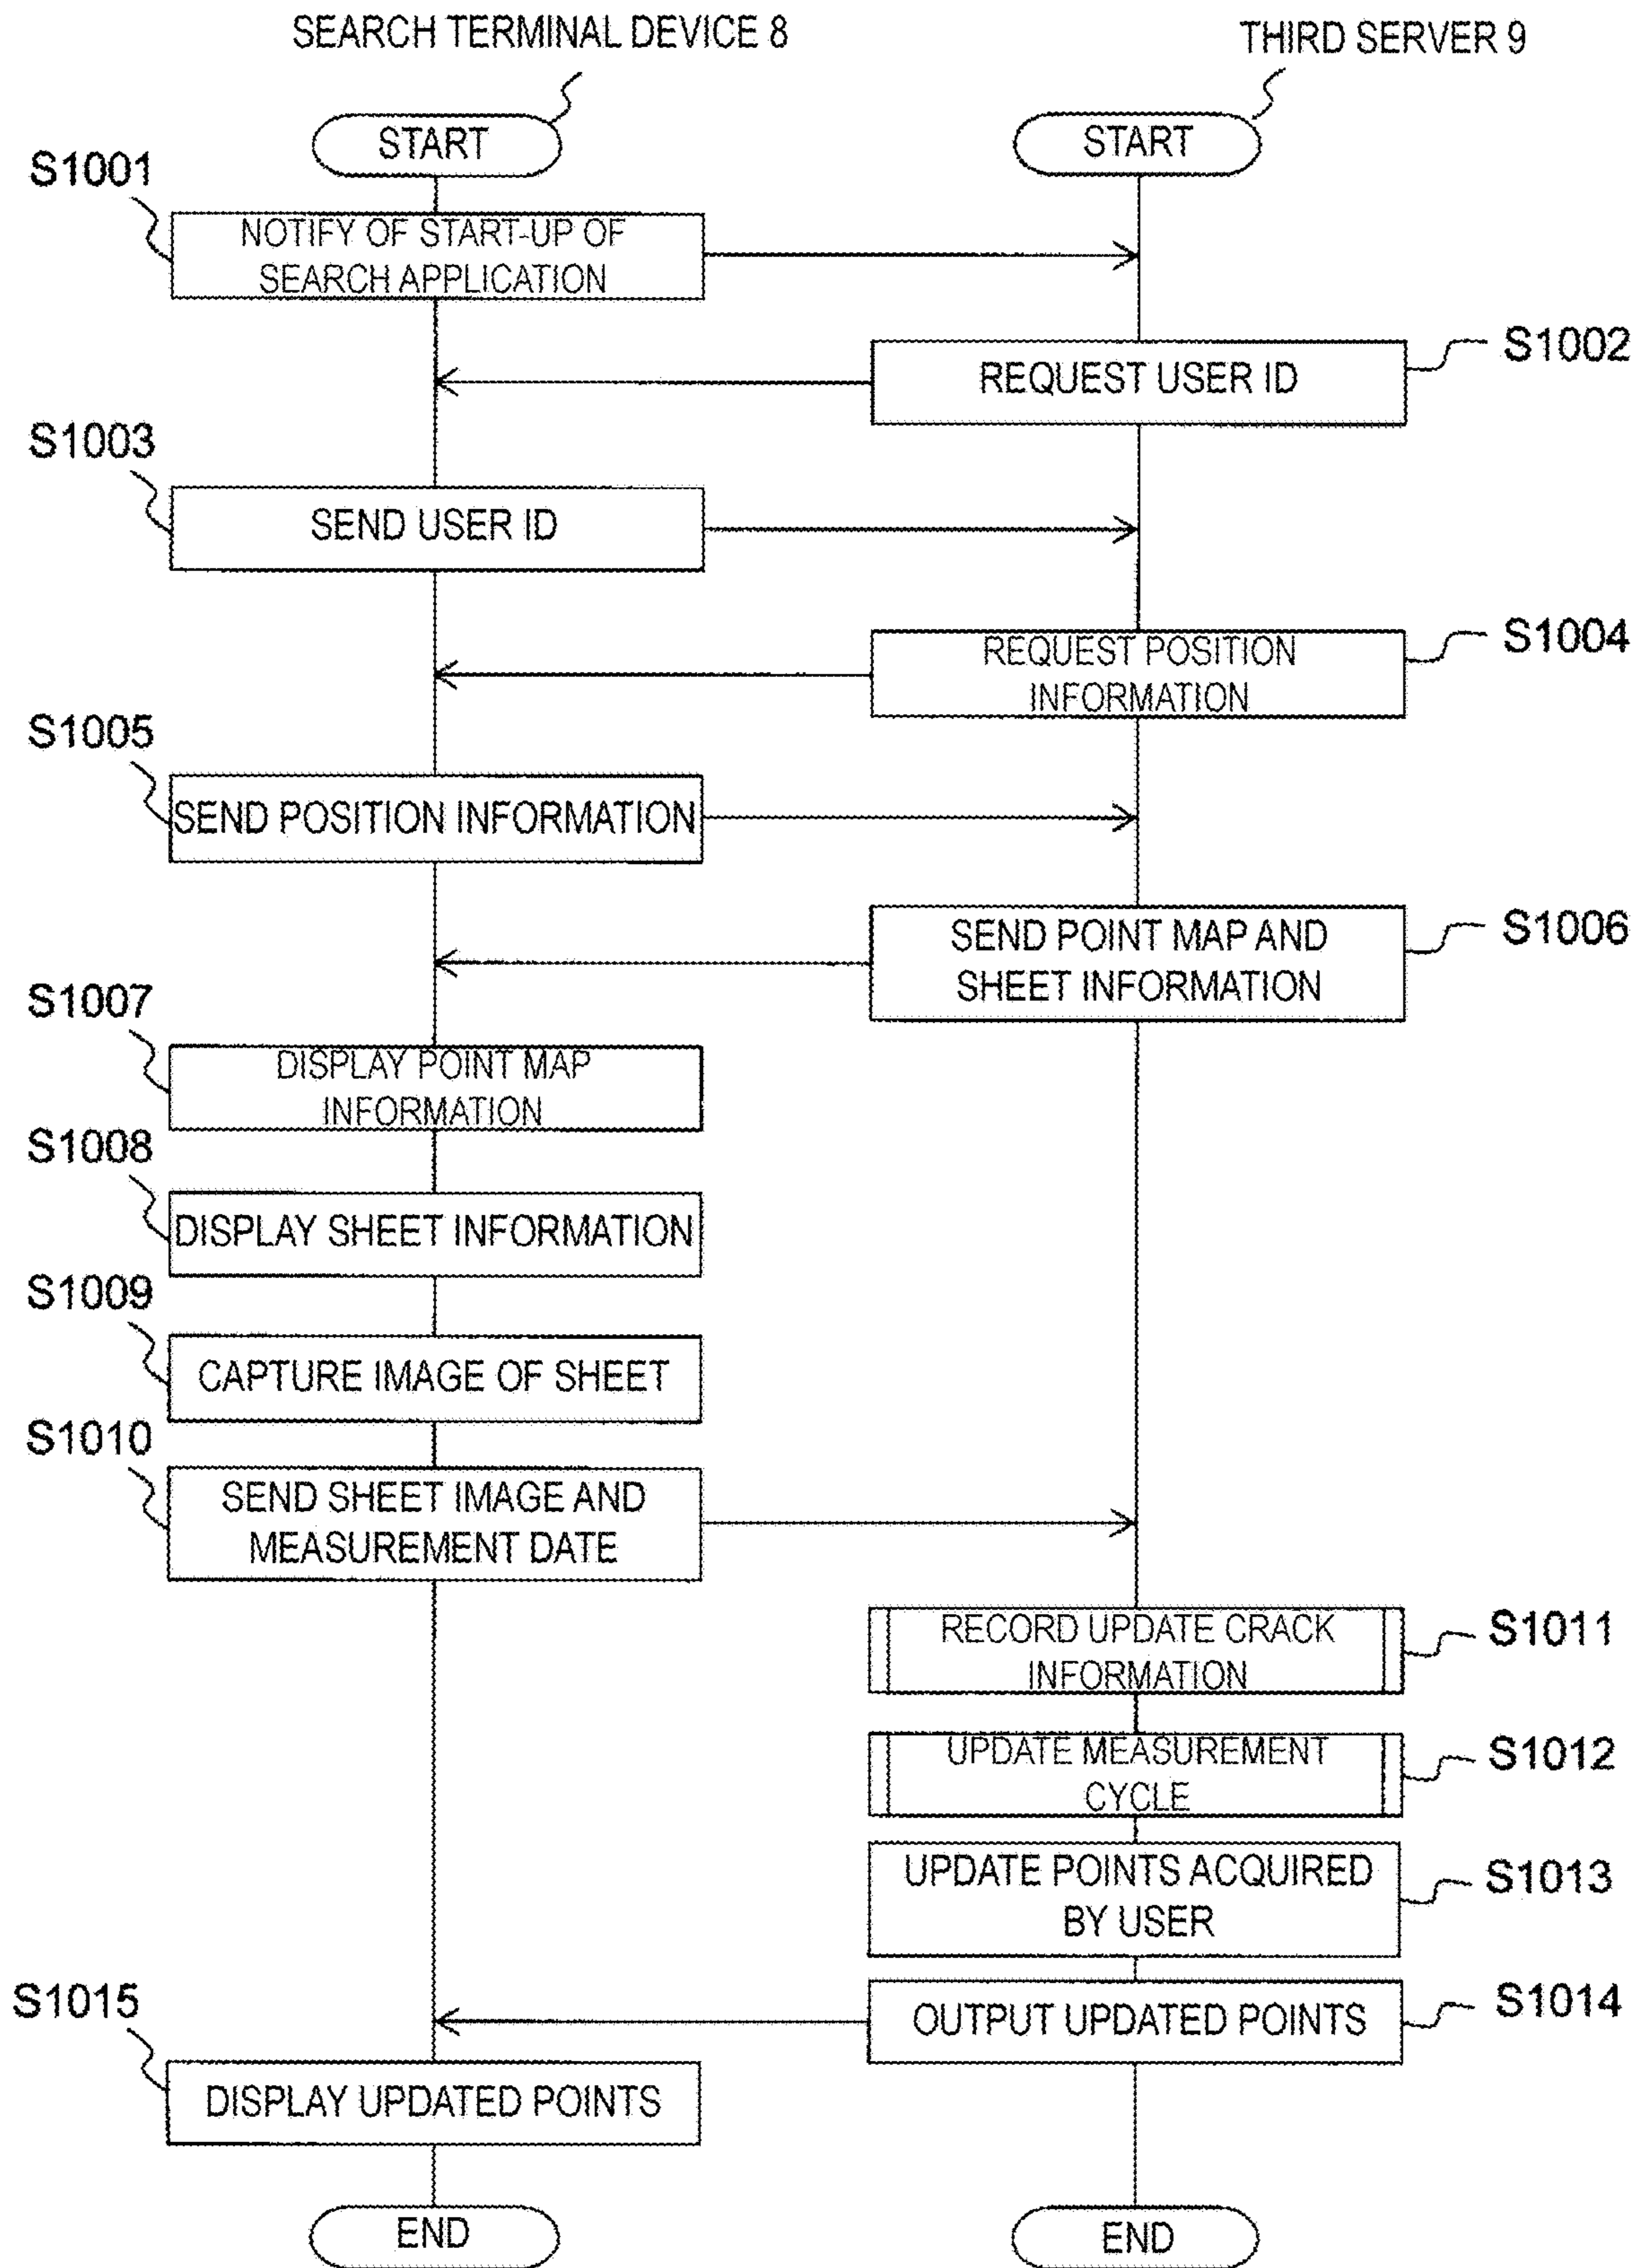 SEARCH TERMINAL DEVICE 8
THIRD SERVER 9
START
START
S1001
NOTIFY OF START-UP OF
SEARCH APPLICATION
S1002
REQUEST USER ID
S1003
SEND USER ID
S1004
REQUEST POSITION
INFORMATION
S1005
SEND POSITION INFORMATION
S1006
SEND POINT MAP AND
SHEET INFORMATION
S1007
DISPLAY POINT MAP
INFORMATION
S1008
DISPLAY SHEET INFORMATION
S1009
CAPTURE IMAGE OF SHEET
S1010
SEND SHEET IMAGE AND
MEASUREMENT DATE
S1011
RECORD UPDATE CRACK
INFORMATION
S1012
UPDATE MEASUREMENT
CYCLE
S1013
UPDATE POINTS ACQUIRED
BY USER
S1014
OUTPUT UPDATED POINTS
S1015
DISPLAY UPDATED POINTS
END
END